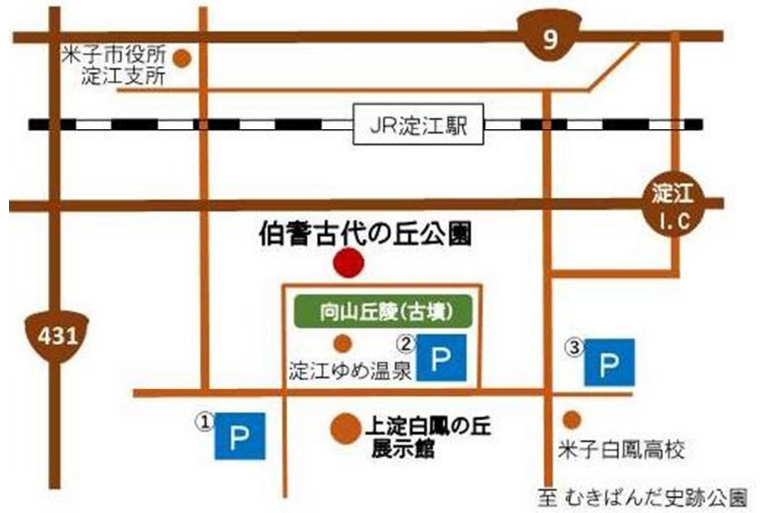 9
米子市役所
淀江支所
JR淀江駅
淀江
I.C
伯耆古代の丘公園
向山丘陵(古墳)
431
② P
淀江ゆめ温泉
③ P
① P
上淀白鳳の丘
展示館
米子白鳳高校
至 むきばんだ史跡公園